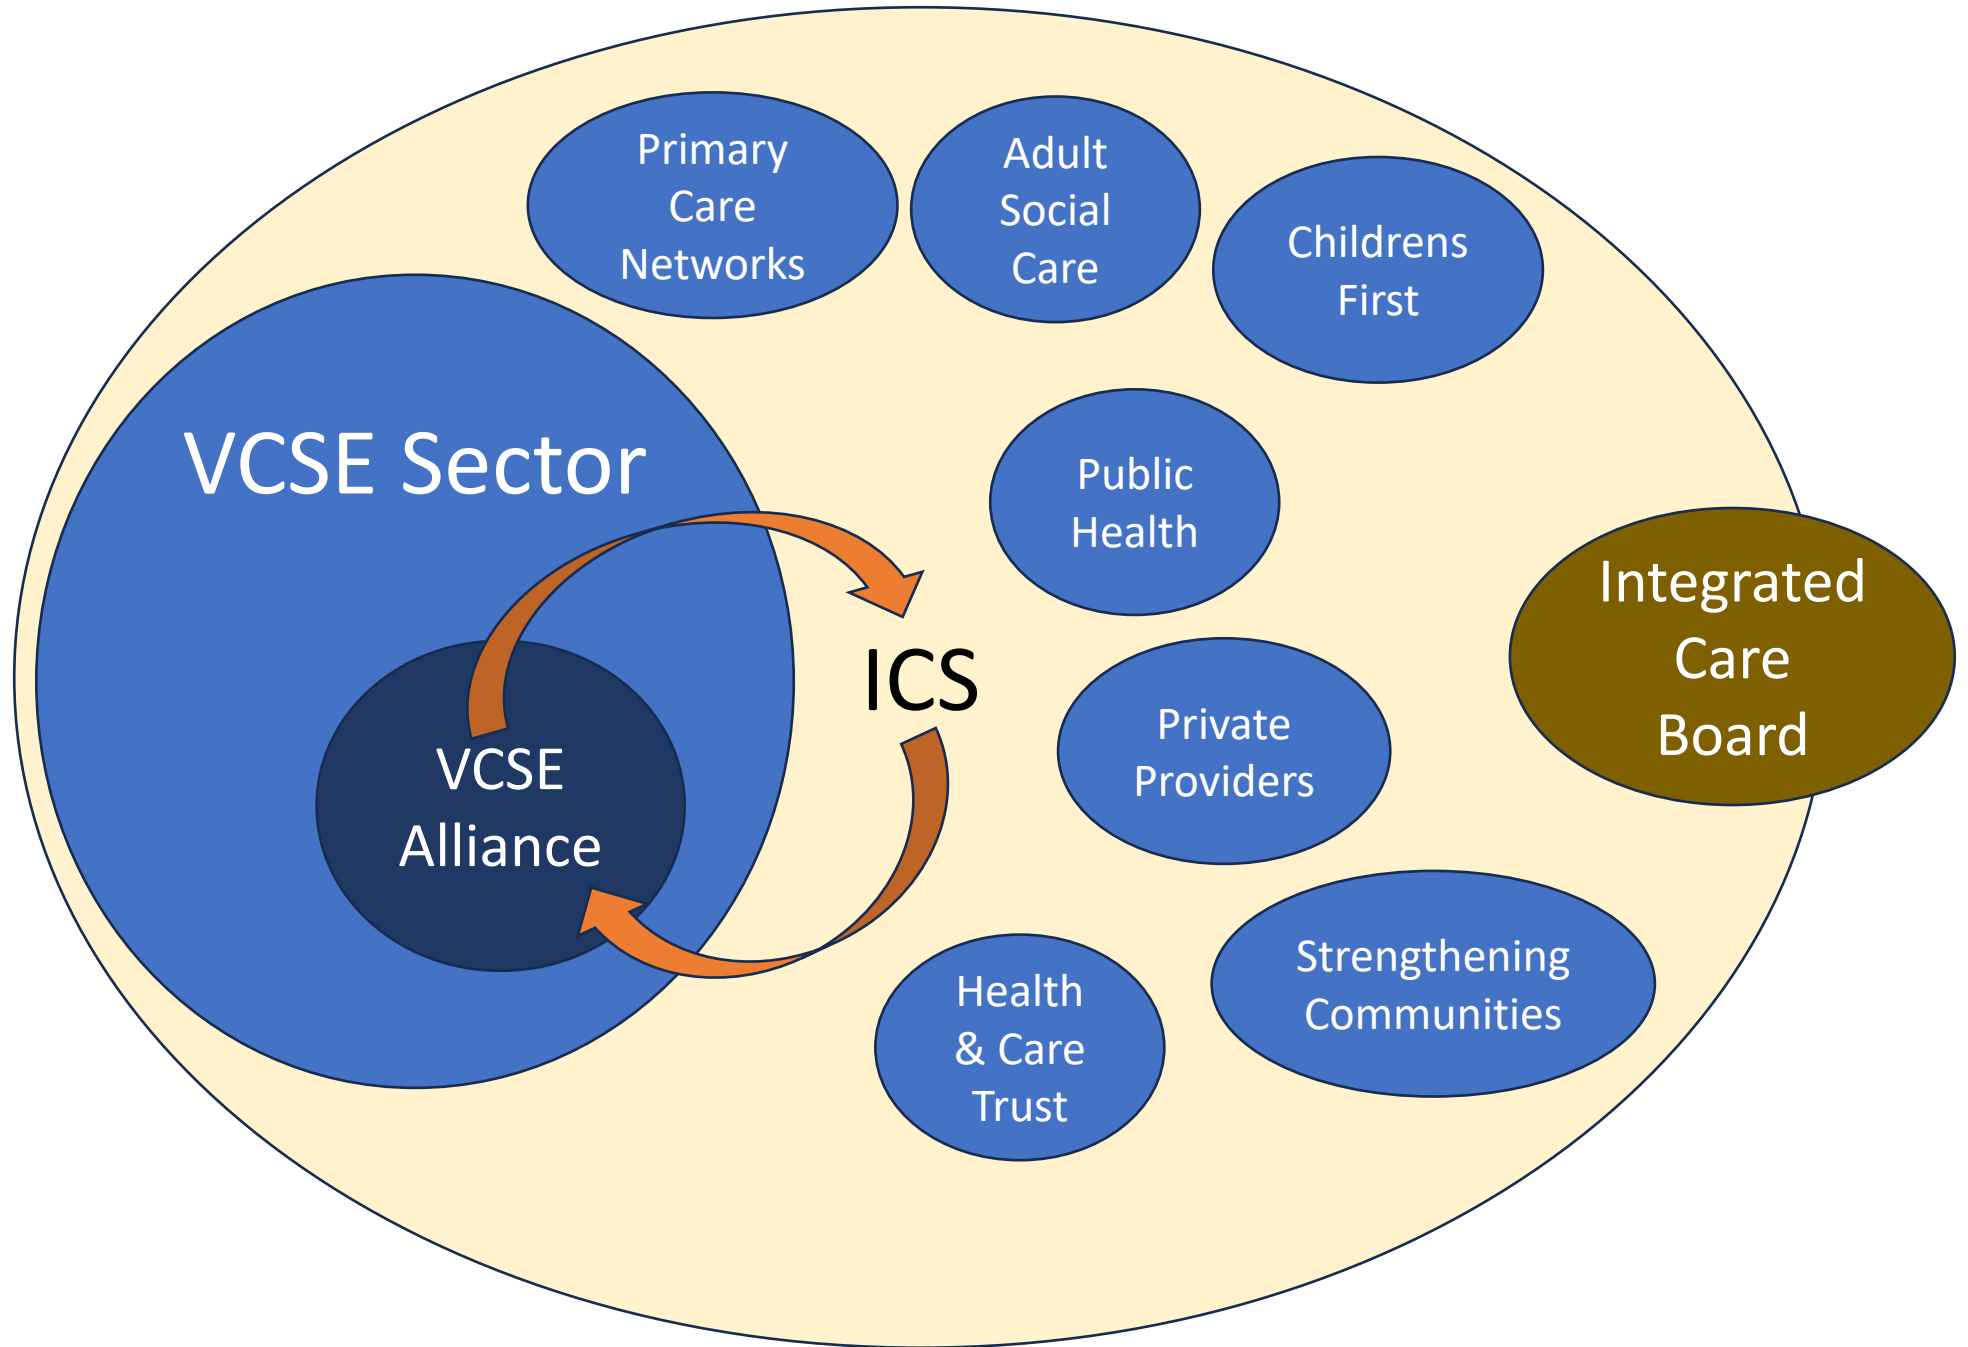 Primary
Care
Networks
Adult
Social
Care
Childrens
First
VCSE Sector
Public
Health
Integrated
Care
Board
ICS
Private
Providers
VCSE
Alliance
Strengthening
Communities
Health
& Care
Trust